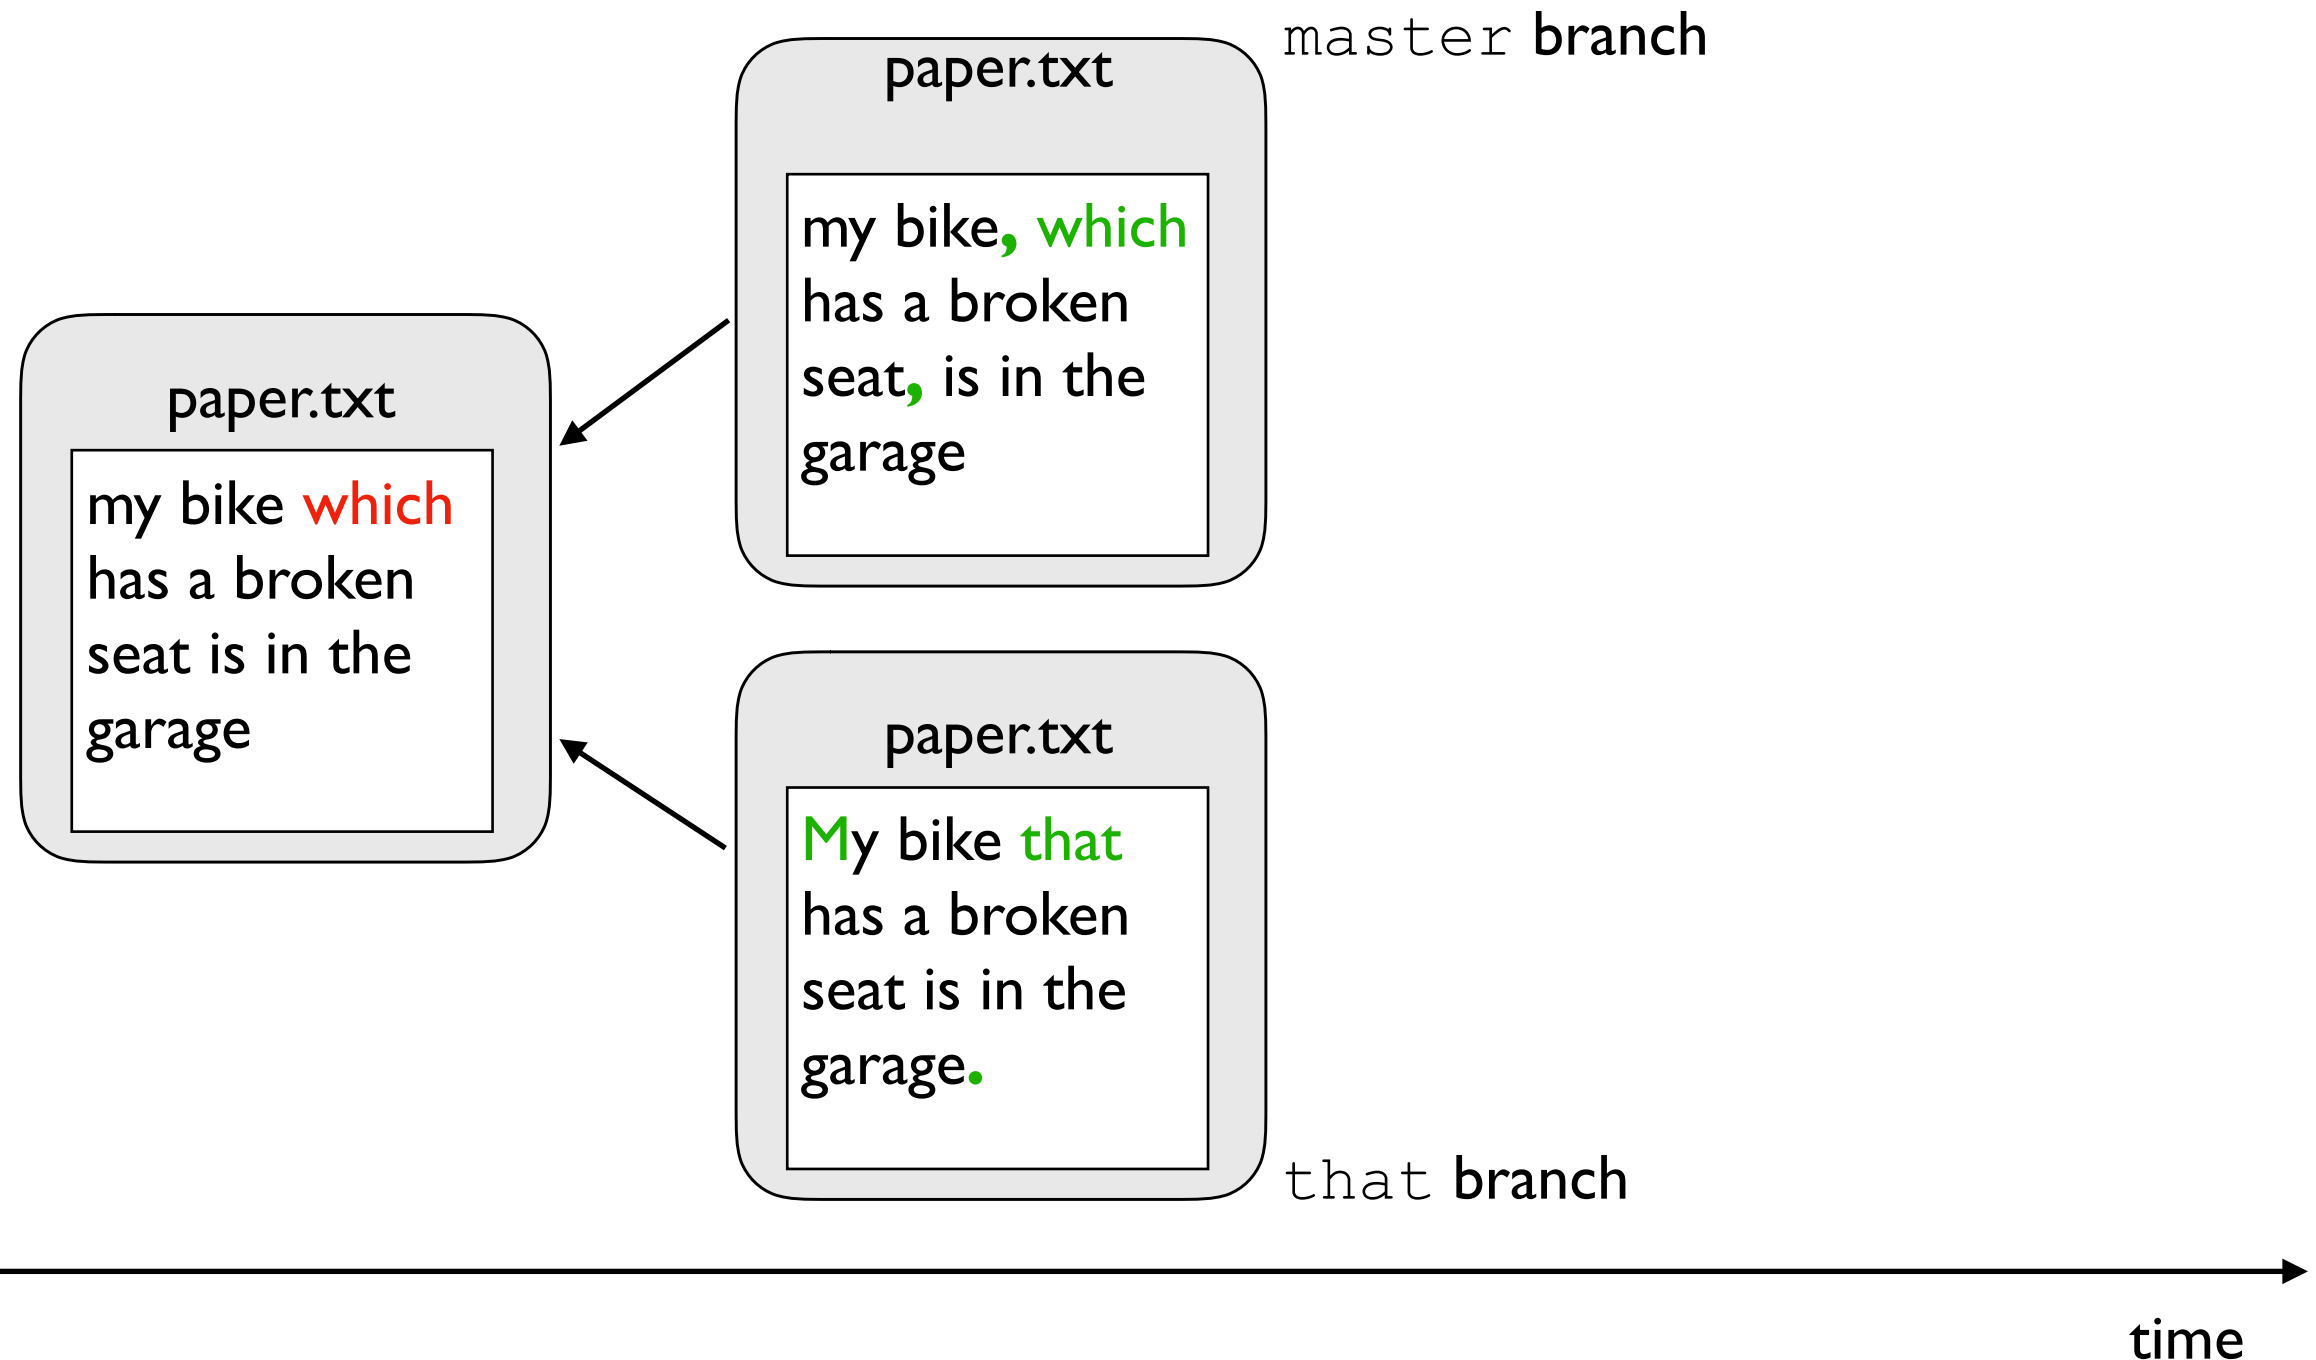 master branch
paper.txt
my bike, which
has a broken
seat, is in the
garage
paper.txt
my bike which
has a broken
seat is in the
garage
paper.txt
My bike that
has a broken
seat is in the
garage.
that branch
time